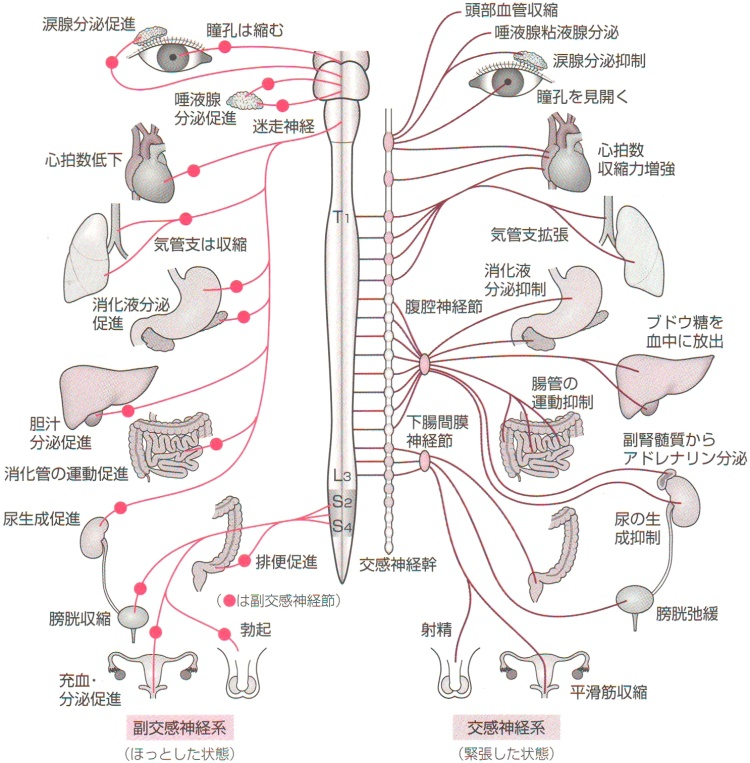 涙腺分泌促進
瞳孔は縮む
唾液腺
分泌促進
迷走神経
心拍数低下
気管支は収縮
消化液分泌
促進
胆汁
分泌促進
消化管の運動促進
尿生成促進
排便促進
(●は副交感神経節)
膀胱収縮
勃起
充血・
分泌促進
副交感神経系
(ほっとした状態)
T1
L3
S2
S4
頭部血管収縮
唾液腺粘液腺分泌
涙腺分泌抑制
瞳孔を見開く
心拍数
収縮力増強
気管支拡張
消化液
分泌抑制
腹腔神経節
ブドウ糖を
血中に放出
腸管の
運動抑制
下腸間膜
神経節
副腎髄質から
アドレナリン分泌
尿の生
成抑制
交感神経幹
膀胱弛緩
射精
平滑筋収縮
交感神経系
(緊張した状態)